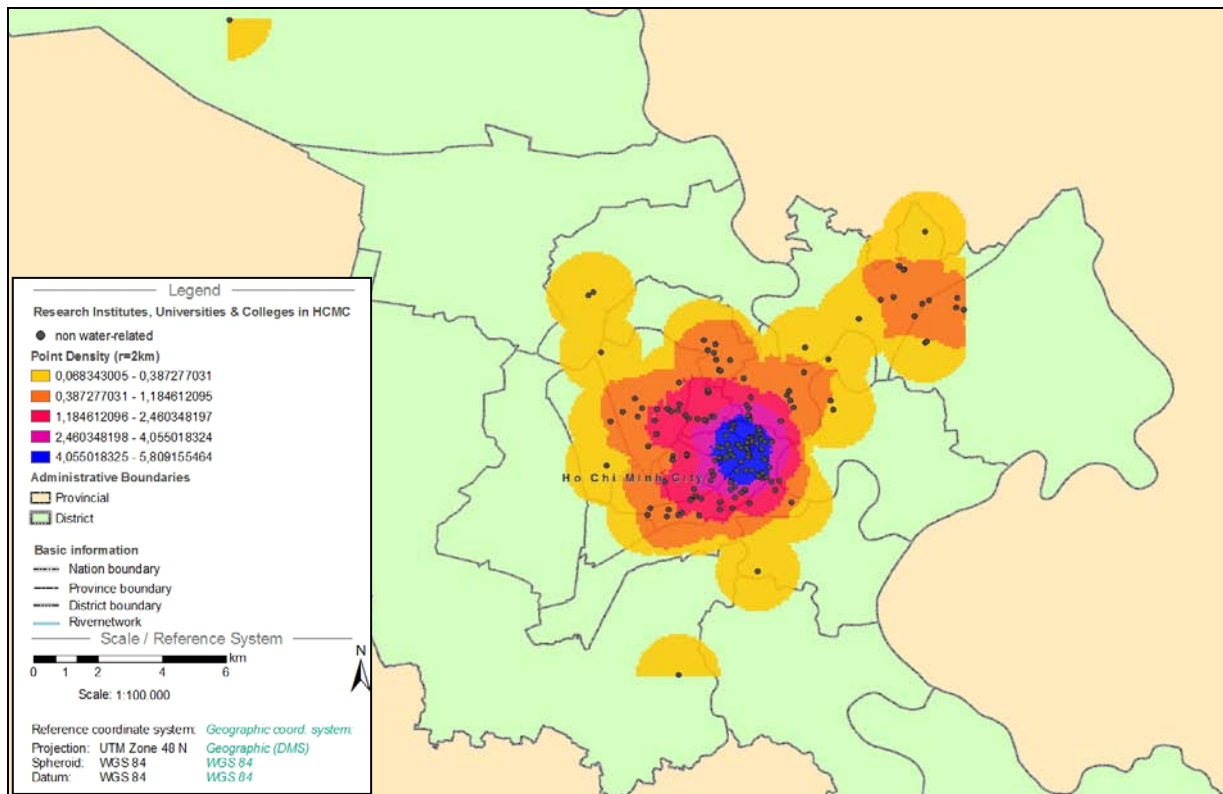 Legend
Research Institutes, Universities & Colleges in HCMC
non water-related
Point Density (r=2km)
0,068343005 - 0,387277031
0,387277031 - 1,184612095
1,184612096 - 2,460348197
2,460348198 - 4,055018324
4,055018325 - 5,809155464
Administrative Boundaries
Provincial
District
Basic information
Nation boundary
Province boundary
District boundary
Rivernetwork
Scale / Reference System
km
N
0 1 2 4 6
Scale: 1:100.000
Reference coordinate system: Geographic coord. system:
Projection: UTM Zone 48 N Geographic (DMS)
Spheroid: WGS 84 WGS 84
Datum: WGS 84 WGS 84
Ho Chi Minh City